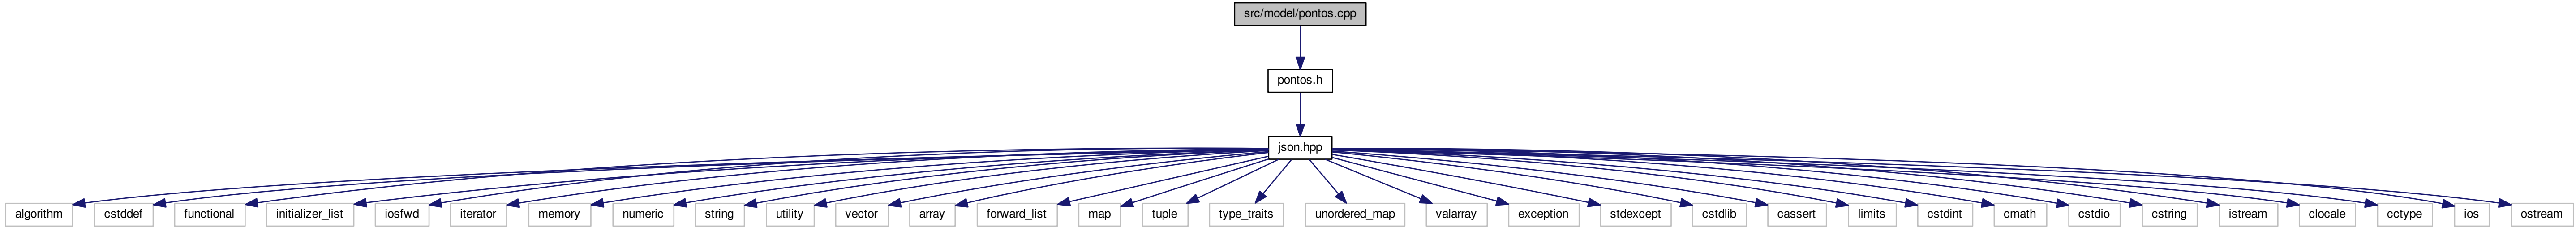 src/model/pontos.cpp
pontos.h
json.hpp
algorithm
cstddef
functional
initializer_list
iosfwd
iterator
memory
numeric
string
utility
vector
array
forward_list
map
tuple
type_traits
unordered_map
valarray
exception
stdexcept
cstdlib
cassert
limits
cstdint
cmath
cstdio
cstring
istream
clocale
cctype
ios
ostream